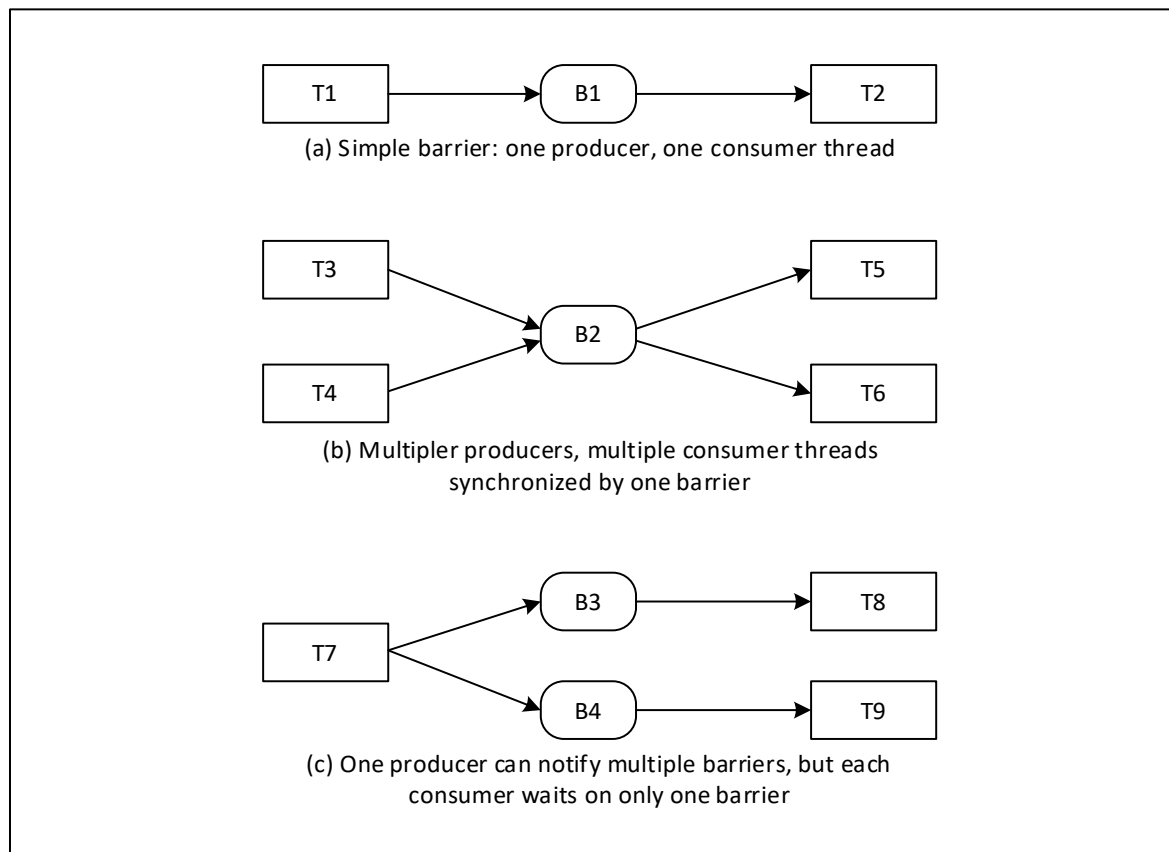 T1 B1 T2
(a) Simple barrier: one producer, one consumer thread
T3 T5
B2
T4 T6
(b) Multipler producers, multiple consumer threads
synchronized by one barrier
B3 T8
T7
B4 T9
(c) One producer can notify multiple barriers, but each
consumer waits on only one barrier